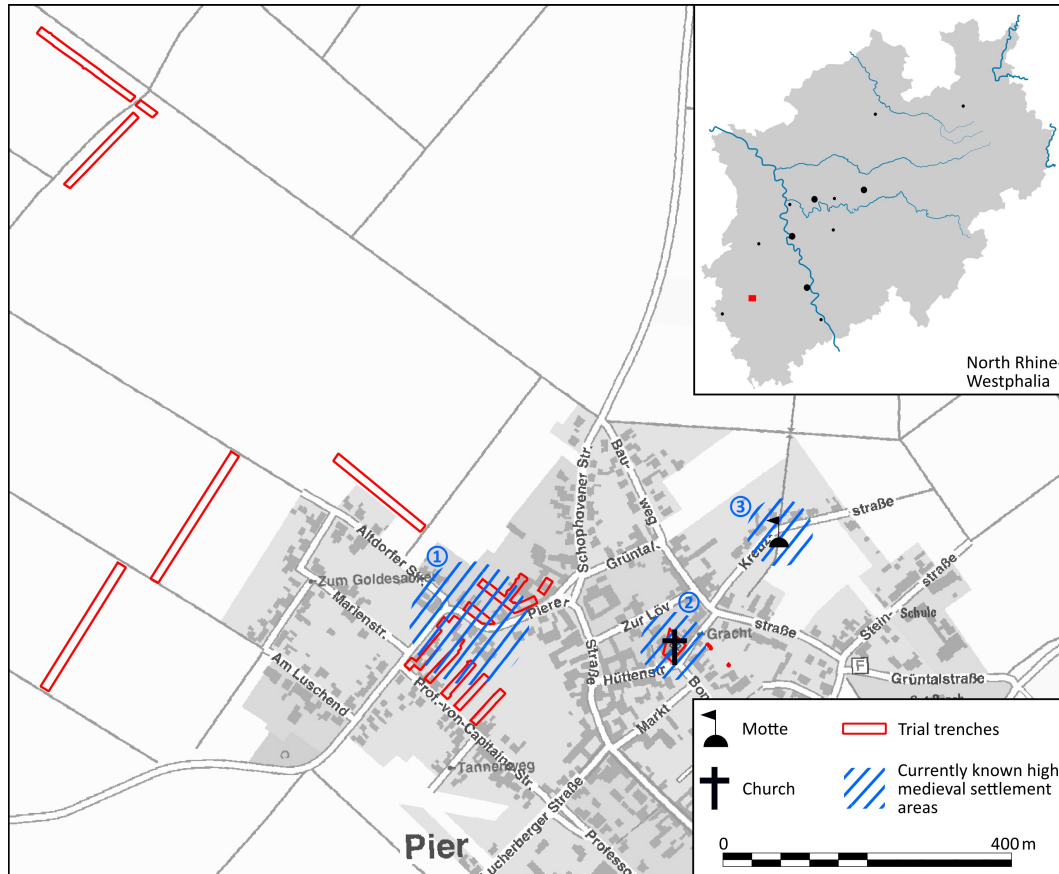 North Rhine-
Westphalia
Schophovener Str.
Bau-
weg
③
straße
Kreuz
Altdorfer Str.
①
Grüntal
Stein-
straße
Zum Goldesacker
Pierer
②
Zur Löv
Schule
Marienstr.
Gracht
straße
F
Am Luschend
Straße
Hüttenstr.
Grüntalstraße
Prof.-von-Capitaine-Str.
Markt
Tannenweg
Pier
ucherberger Straße
Professo
Motte
Trial trenches
Church
Currently known high
medieval settlement
areas
0
400 m